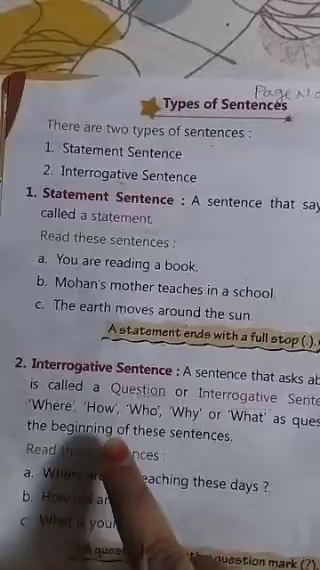 Page No
Types of Sentences
There are two types of sentences :
1. Statement Sentence
2. Interrogative Sentence
1. Statement Sentence : A sentence that say
called a statement.
Read these sentences :
a. You are reading a book.
b. Mohan's mother teaches in a school.
c. The earth moves around the sun.
A statement ends with a full stop (.).
2. Interrogative Sentence : A sentence that asks ab
is called a Question or Interrogative Sente
'Where', 'How', 'Who', 'Why' or 'What' as ques
the beginning of these sentences.
Read nces :
a. eaching these days ?
b.
c. What your
A quest question mark (?).